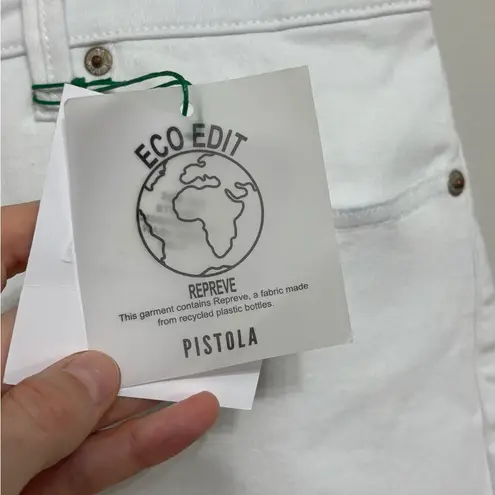 ECO EDIT
REPREVE
This garment contains Repreve, a fabric made
from recycled plastic bottles.
PISTOLA